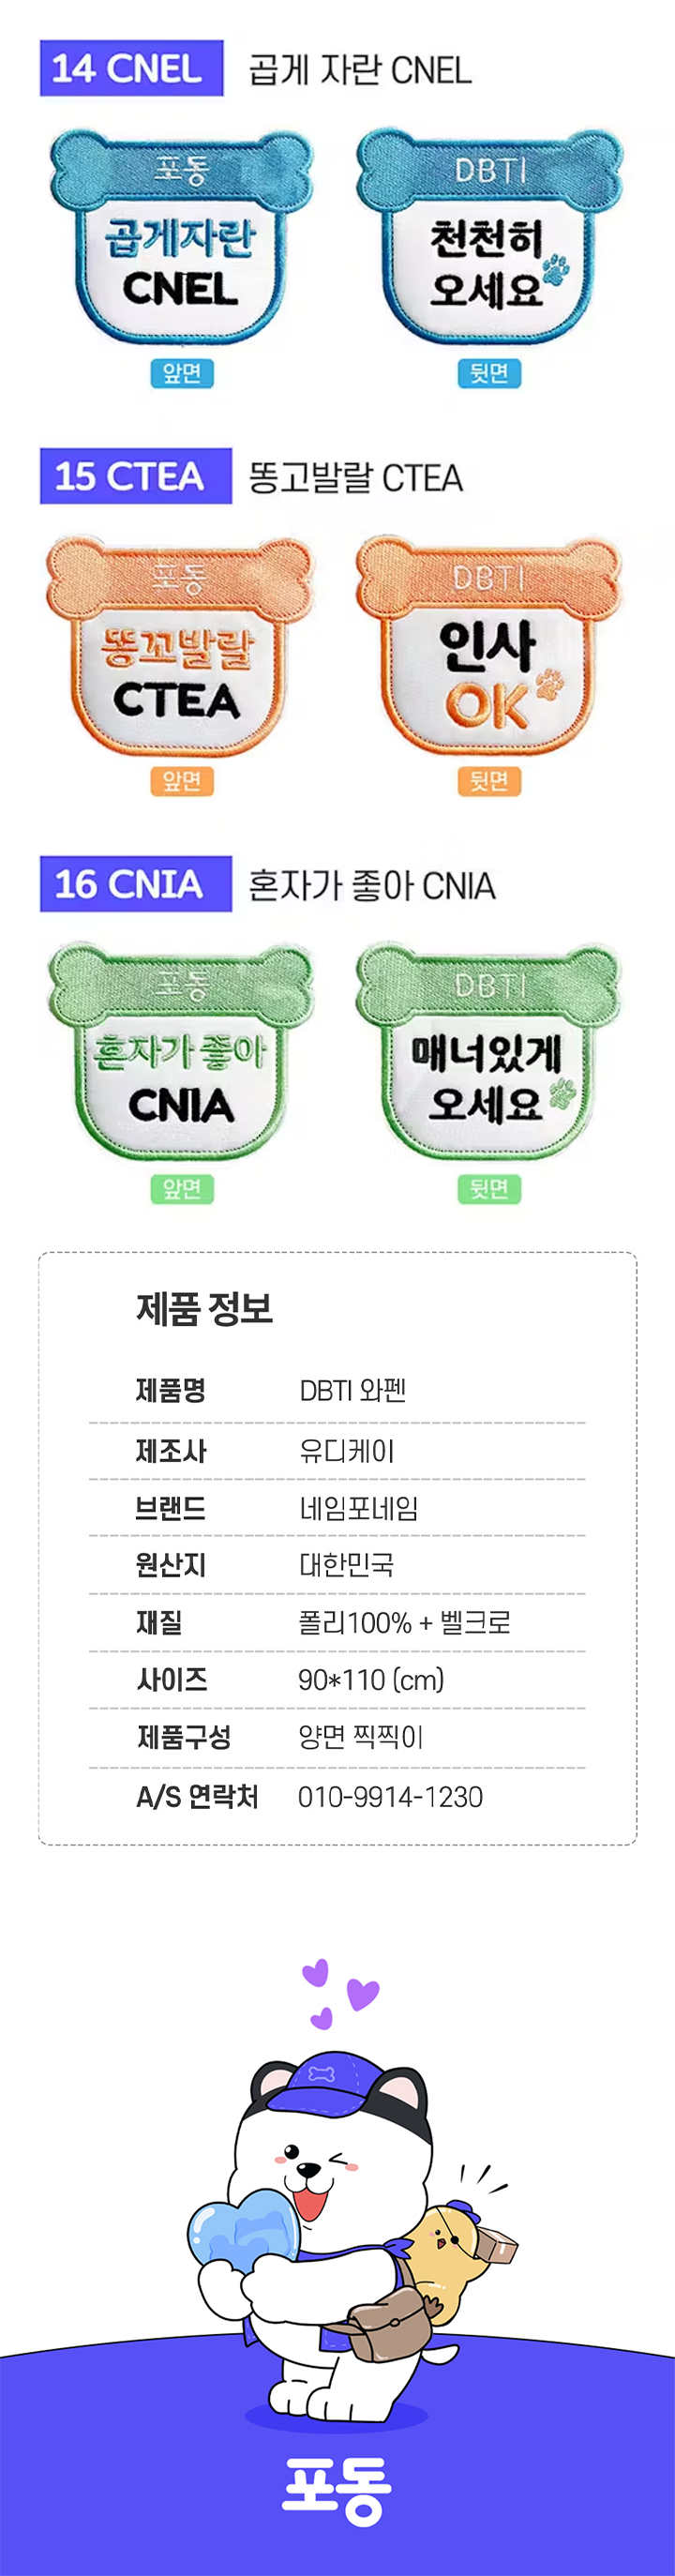 14 CNEL 곱게 자란 CNEL
포동 DBTI
곱게자란 천천히
CNEL 오세요
앞면 뒷면
15 CTEA 똥고발랄 CTEA
포동 DBTI
똥꼬발랄 인사
CTEA OK
앞면 뒷면
16 CNIA 혼자가 좋아 CNIA
포동 DBTI
혼자가 좋아 매너있게
CNIA 오세요
앞면 뒷면
제품 정보
제품명 DBTI 와펜
제조사 유디케이
브랜드 네임포네임
원산지 대한민국
재질 폴리100% + 벨크로
사이즈 90*110 (cm)
제품구성 양면 찍찍이
A/S 연락처 010-9914-1230
포동